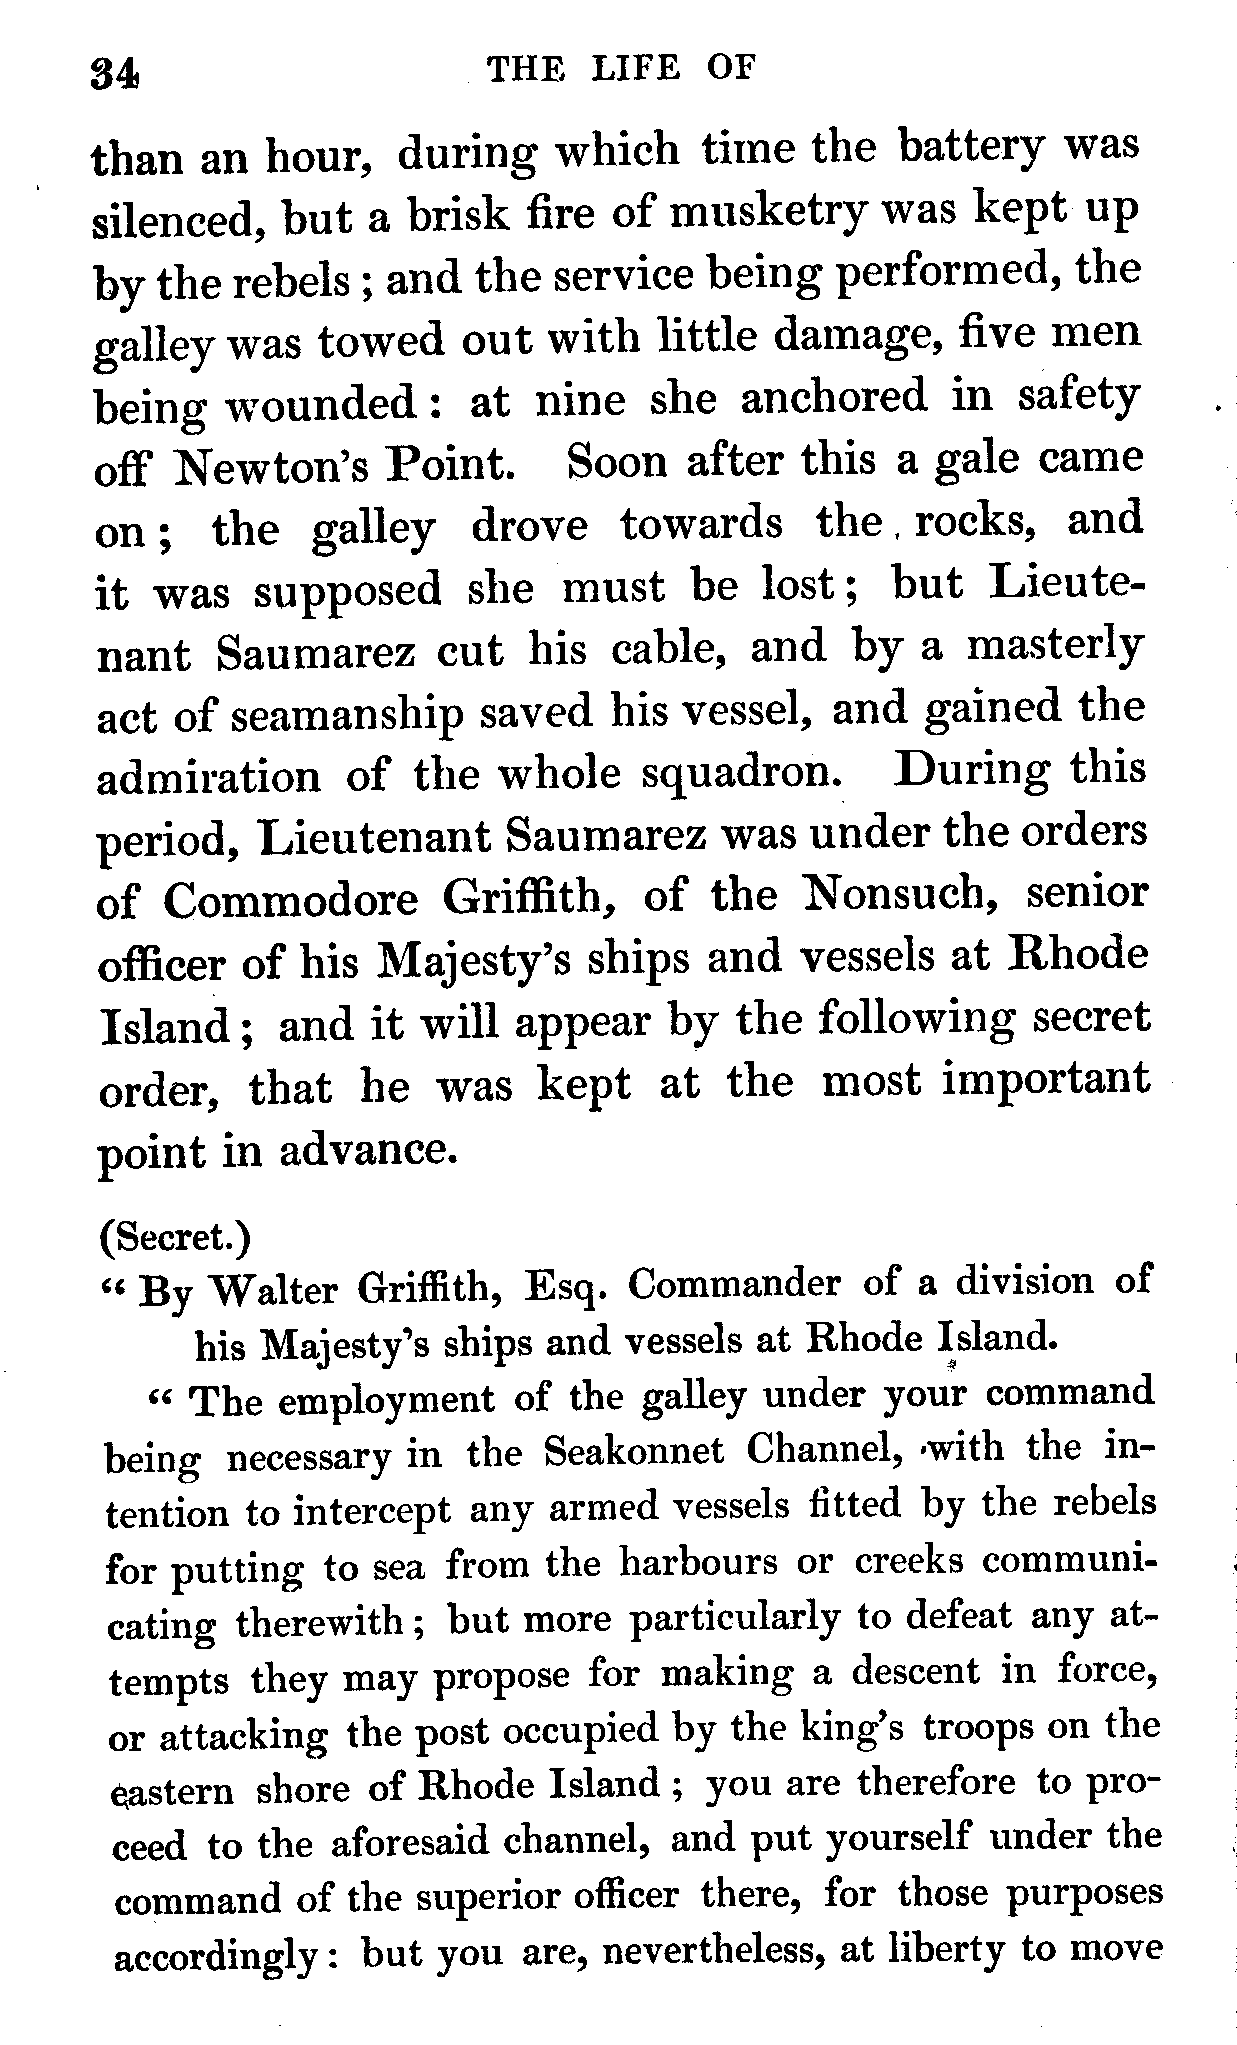 34 THE LIFE OF
than an hour, during which time the battery was
silenced, but a brisk fire of musketry was kept up
by the rebels ; and the service being performed, the
galley was towed out with little damage, five men
being wounded : at nine she anchored in safety
off Newton's Point. Soon after this a gale came
on ; the galley drove towards the rocks, and
it was supposed she must be lost ; but Lieute-
nant Saumarez cut his cable, and by a masterly
act of seamanship saved his vessel, and gained the
admiration of the whole squadron. During this
period, Lieutenant Saumarez was under the orders
of Commodore Griffith, of the Nonsuch, senior
officer of his Majesty's ships and vessels at Rhode
Island ; and it will appear by the following secret
order, that he was kept at the most important
point in advance.
(Secret.)
“ By Walter Griffith, Esq. Commander of a division of
his Majesty's ships and vessels at Rhode Island.
“ The employment of the galley under your command
being necessary in the Seakonnet Channel, with the in-
tention to intercept any armed vessels fitted by the rebels
for putting to sea from the harbours or creeks communi-
cating therewith ; but more particularly to defeat any at-
tempts they may propose for making a descent in force,
or attacking the post occupied by the king's troops on the
eastern shore of Rhode Island ; you are therefore to pro-
ceed to the aforesaid channel, and put yourself under the
command of the superior officer there, for those purposes
accordingly : but you are, nevertheless, at liberty to move